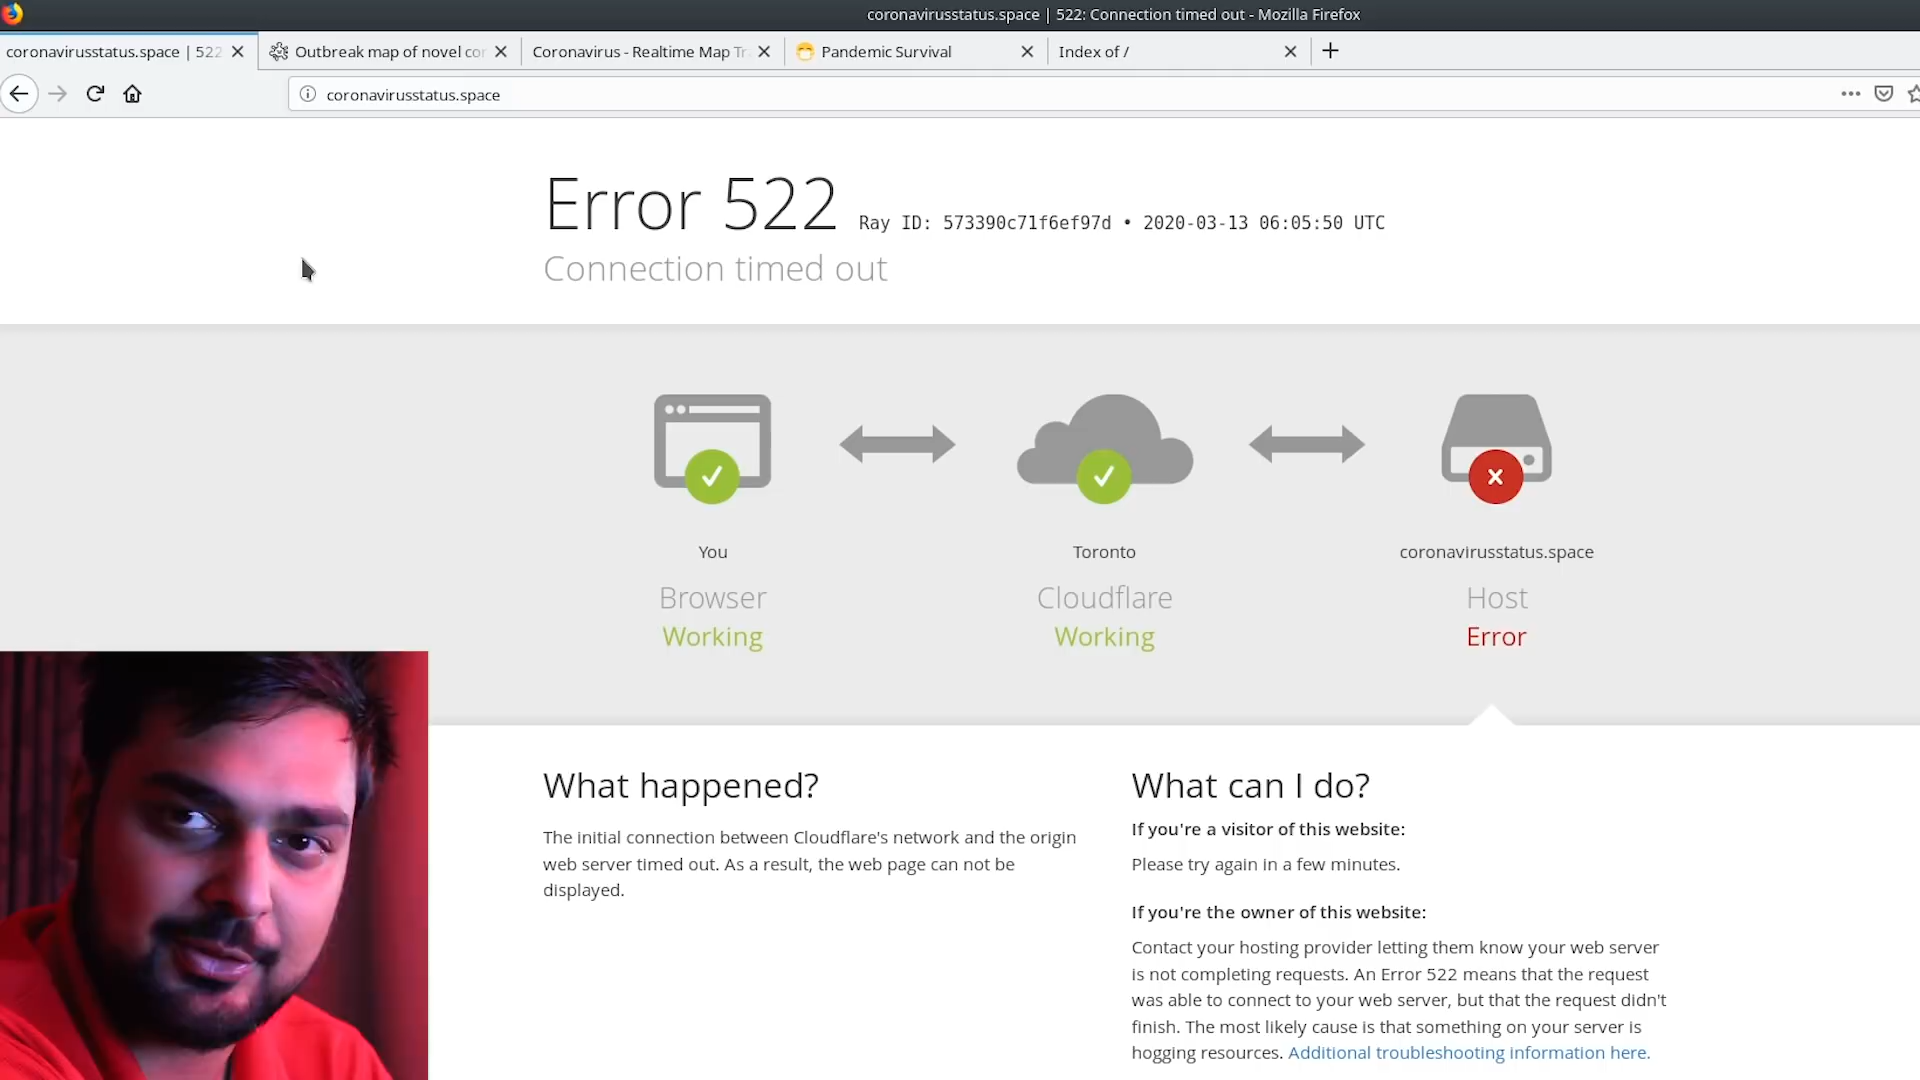 coronavirusstatus.space | 522: Connection timed out - Mozilla Firefox
coronavirusstatus.space | 522
Outbreak map of novel cor
Coronavirus - Realtime Map Tr
Pandemic Survival
Index of /
coronavirusstatus.space
Error 522
Ray ID: 573390c71f6ef97d • 2020-03-13 06:05:50 UTC
Connection timed out
You
Browser
Working
Toronto
Cloudflare
Working
coronavirusstatus.space
Host
Error
What happened?
The initial connection between Cloudflare's network and the origin
web server timed out. As a result, the web page can not be
displayed.
What can I do?
If you're a visitor of this website:
Please try again in a few minutes.
If you're the owner of this website:
Contact your hosting provider letting them know your web server
is not completing requests. An Error 522 means that the request
was able to connect to your web server, but that the request didn't
finish. The most likely cause is that something on your server is
hogging resources. Additional troubleshooting information here.